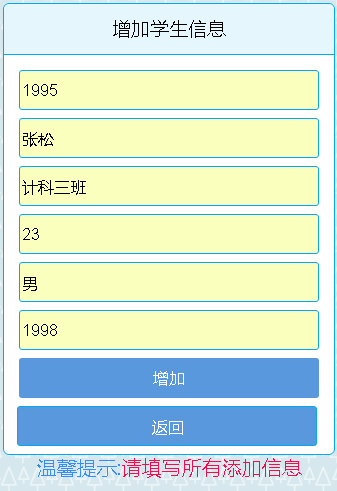 增加学生信息
1995
张松
计科三班
23
男
1998
增加
返回
温馨提示:请填写所有添加信息